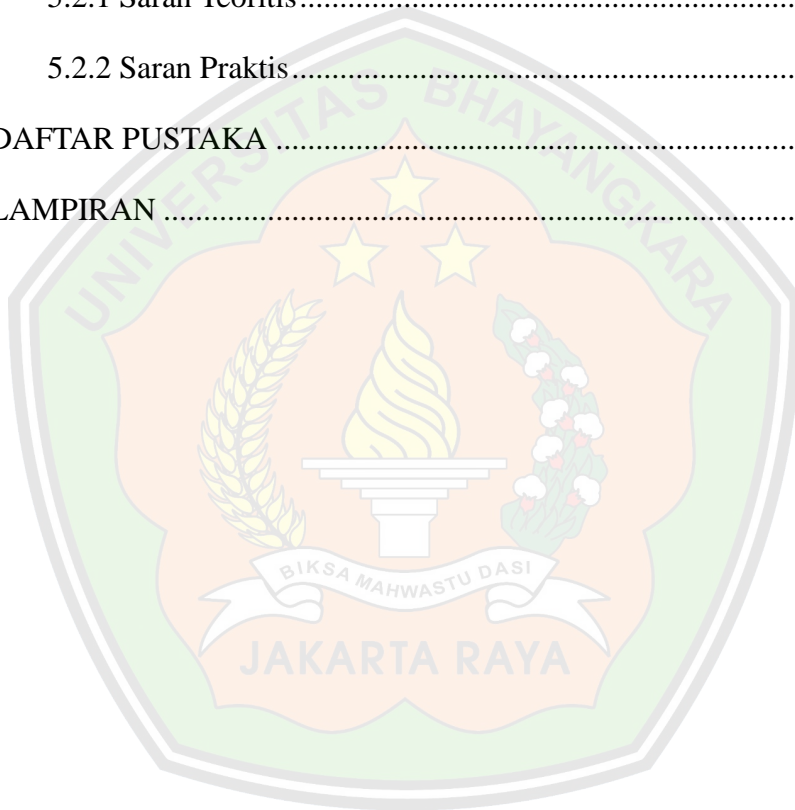 5.2.1 Saran Teoritis..............................................................
5.2.2 Saran Praktis...............................................................
DAFTAR PUSTAKA .................................................................
LAMPIRAN ...............................................................................
UNIVERSITAS BHAYANGKARA
BIKSA MAHWASTU DASI
JAKARTA RAYA